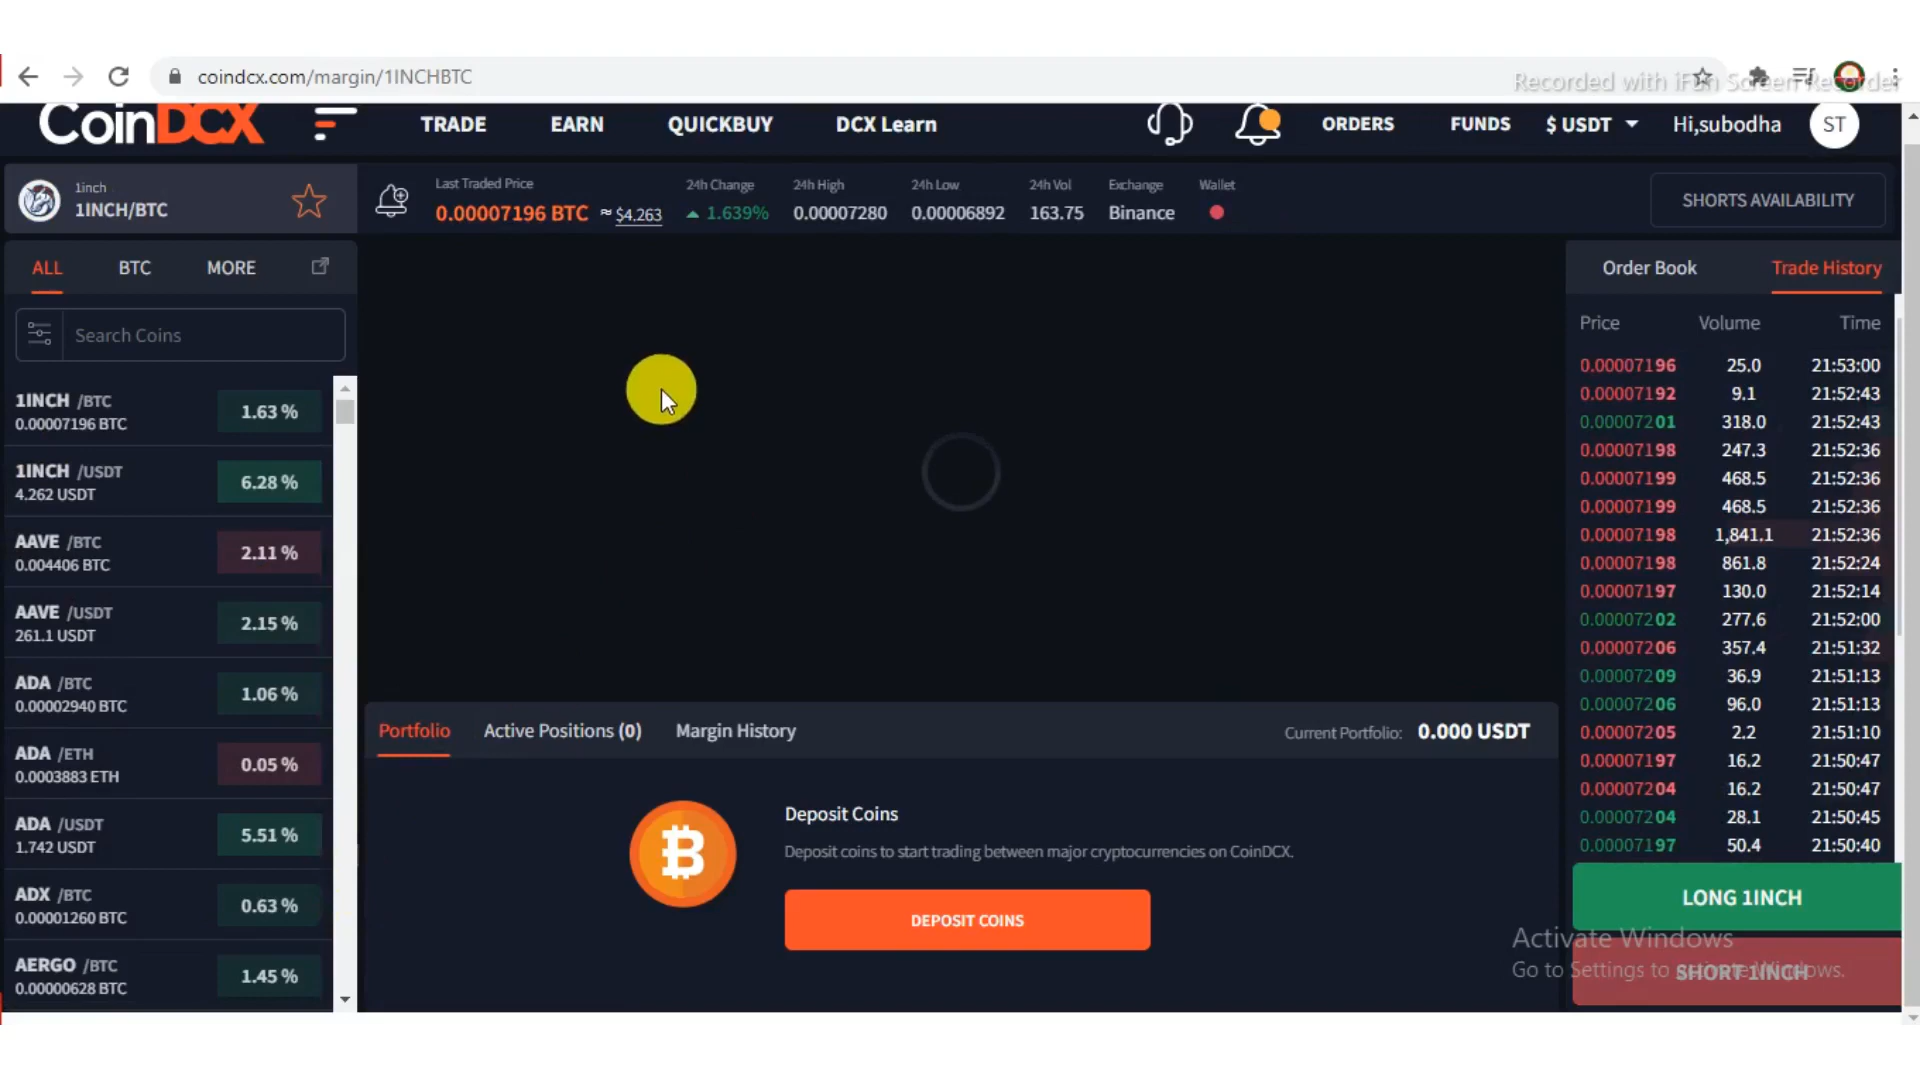 coindcx.com/margin/1INCHBTC
Recorded with iFun Screen Recorder
CoinDCX
TRADE
EARN
QUICKBUY
DCX Learn
ORDERS
FUNDS
$ USDT
Hi,subodha
ST
1inch
1INCH/BTC
Last Traded Price
0.00007196 BTC ≈ $4.263
24h Change
1.639%
24h High
0.00007280
24h Low
0.00006892
24h Vol
163.75
Exchange
Binance
Wallet
SHORTS AVAILABILITY
ALL
BTC
MORE
Search Coins
1INCH /BTC
0.00007196 BTC
1.63 %
1INCH /USDT
4.262 USDT
6.28 %
AAVE /BTC
0.004406 BTC
2.11 %
AAVE /USDT
261.1 USDT
2.15 %
ADA /BTC
0.00002940 BTC
1.06 %
ADA /ETH
0.0003883 ETH
0.05 %
ADA /USDT
1.742 USDT
5.51 %
ADX /BTC
0.00001260 BTC
0.63 %
AERGO /BTC
0.00000628 BTC
1.45 %
Portfolio
Active Positions (0)
Margin History
Current Portfolio: 0.000 USDT
Deposit Coins
Deposit coins to start trading between major cryptocurrencies on CoinDCX.
DEPOSIT COINS
Order Book
Trade History
Price Volume Time
0.00007196 25.0 21:53:00
0.00007192 9.1 21:52:43
0.00007201 318.0 21:52:43
0.00007198 247.3 21:52:36
0.00007199 468.5 21:52:36
0.00007199 468.5 21:52:36
0.00007198 1,841.1 21:52:36
0.00007198 861.8 21:52:24
0.00007197 130.0 21:52:14
0.00007202 277.6 21:52:00
0.00007206 357.4 21:51:32
0.00007209 36.9 21:51:13
0.00007206 96.0 21:51:13
0.00007205 2.2 21:51:10
0.00007197 16.2 21:50:47
0.00007204 16.2 21:50:47
0.00007204 28.1 21:50:45
0.00007197 50.4 21:50:40
LONG 1INCH
SHORT 1INCH
Activate Windows
Go to Settings to activate Windows.